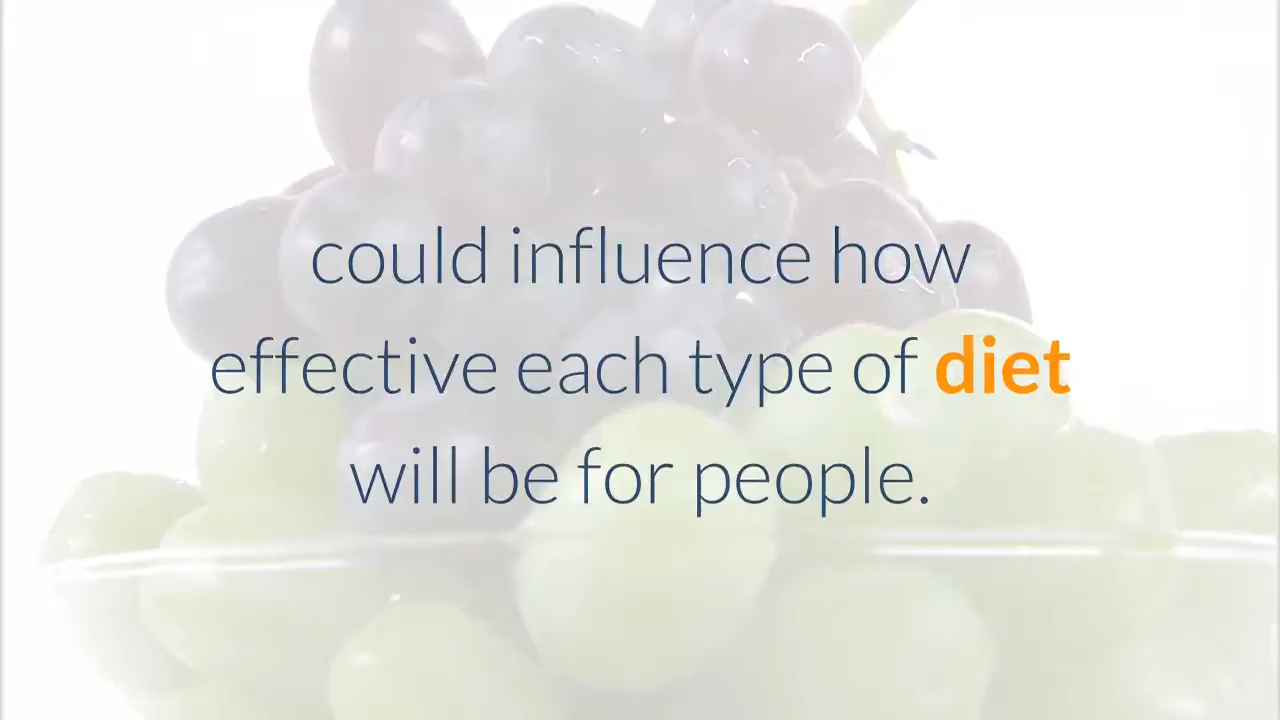 could influence how
effective each type of diet
will be for people.